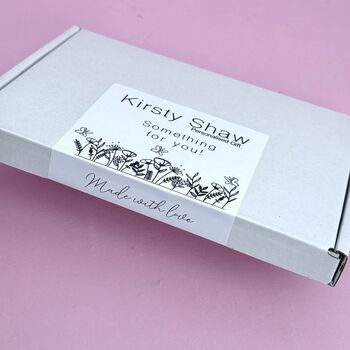 Kirsty Shaw
Personalised Gift
Something
for you!
Made with love